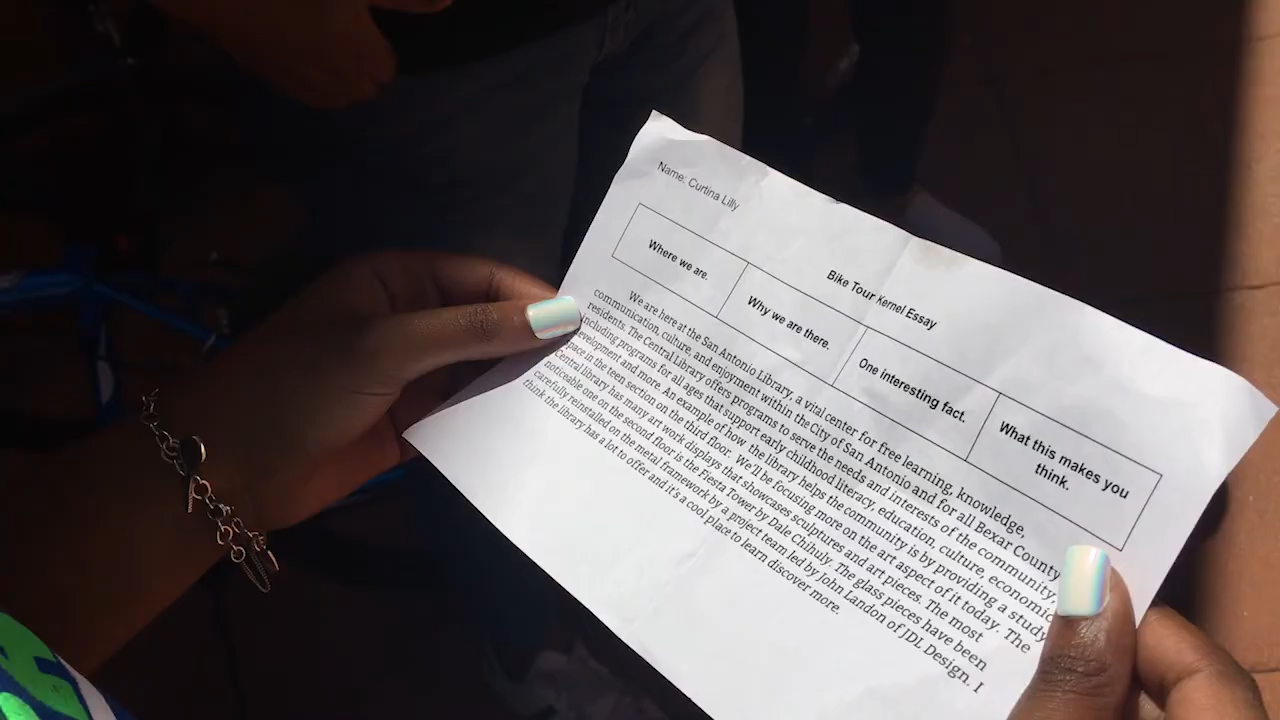 Name: Curtina Lilly
Bike Tour Kernel Essay
Where we are.
Why we are there.
One interesting fact.
What this makes you
think.
We are here at the San Antonio Library, a vital center for free learning, knowledge,
communication, culture, and enjoyment within the City of San Antonio and for all Bexar County
residents. The Central Library offers programs to serve the needs and interests of the community,
including programs for all ages that support early childhood literacy, education, culture, economic
development and more. An example of how the library helps the community is by providing a study
space in the teen section on the third floor. We'll be focusing more on the art aspect of it today. The
Central library has many art work displays that showcases sculptures and art pieces. The most
noticeable one on the second floor is the Fiesta Tower by Dale Chihuly. The glass pieces have been
carefully reinstalled on the metal framework by a project team led by John Landon of JDL Design. I
think the library has a lot to offer and it's a cool place to learn discover more.